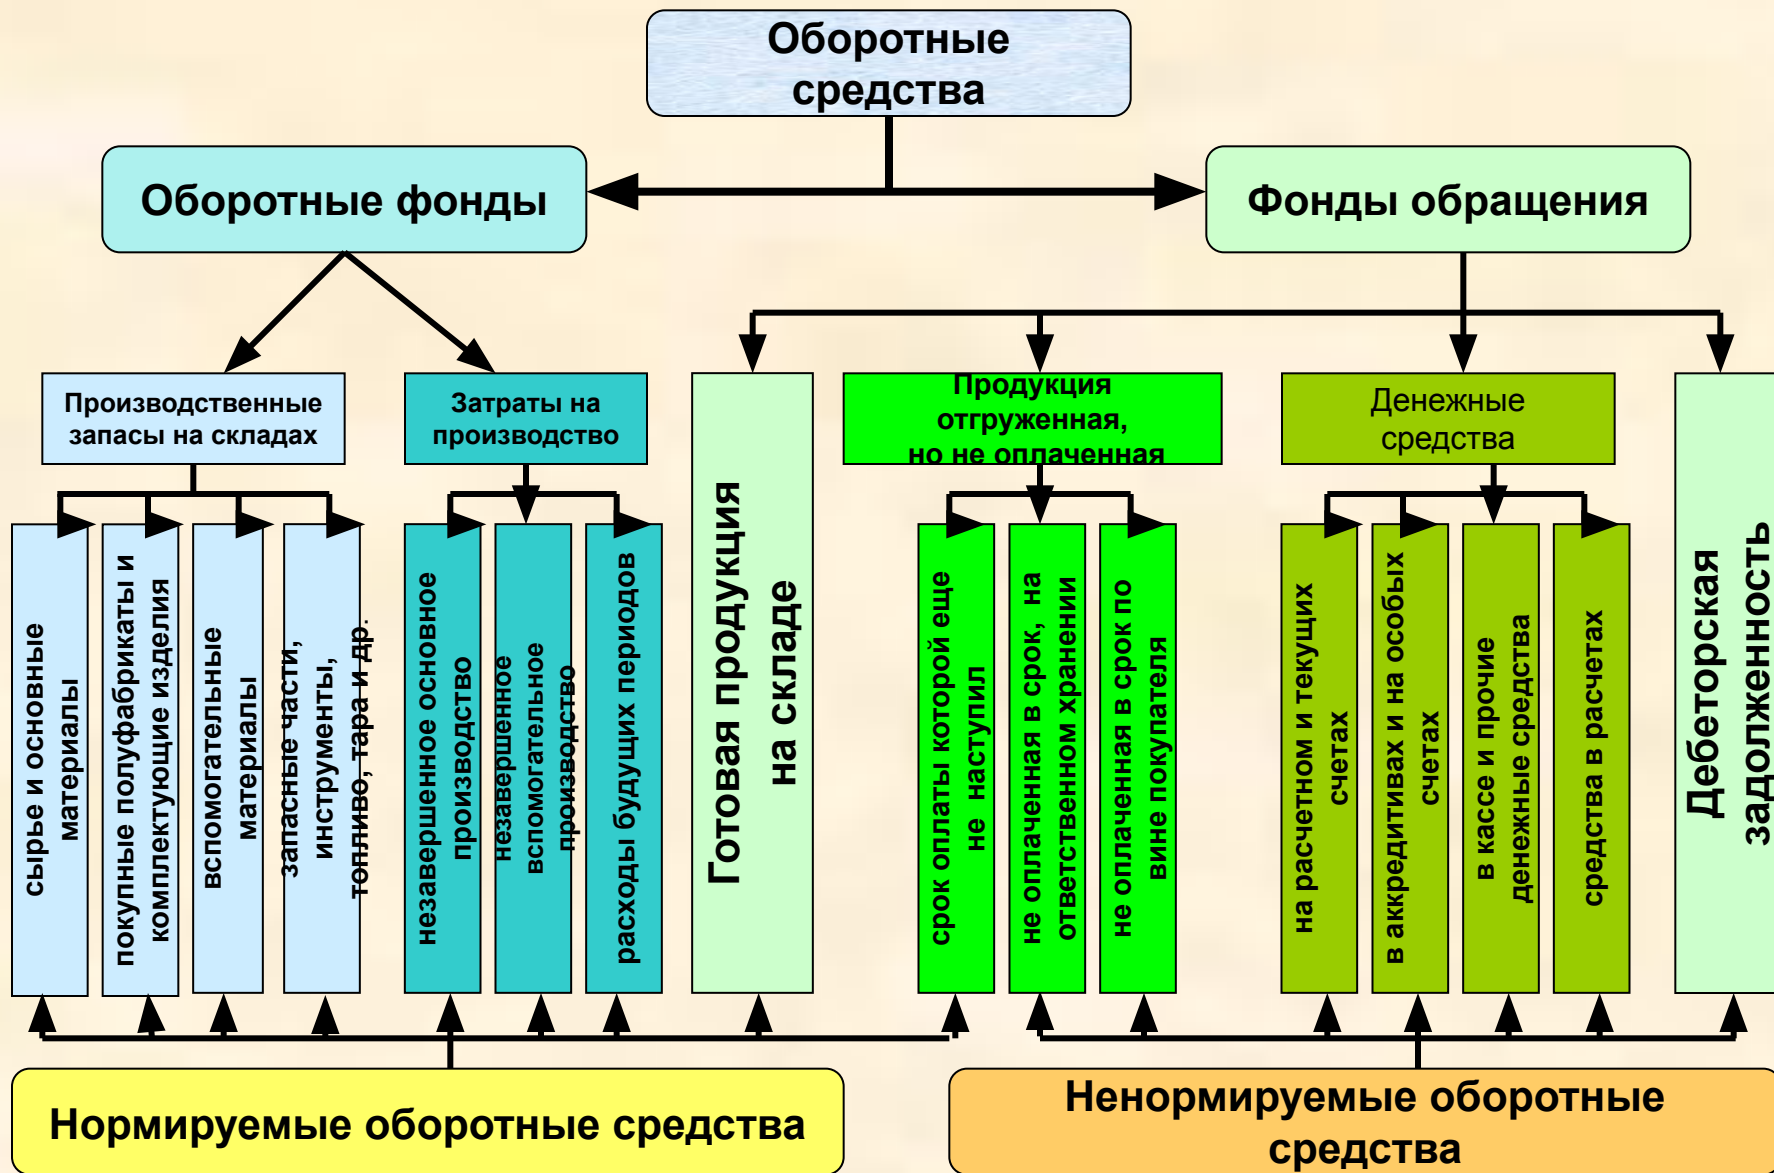 Оборотные
средства
Оборотные фонды
Фонды обращения
Производственные
запасы на складах
Затраты на
производство
Готовая продукция
на складе
Продукция
отгруженная,
но не оплаченная
Денежные
средства
Дебеторская
задолженность
сырье и основные
материалы
покупные полуфабрикаты и
комплектующие изделия
вспомогательные
материалы
запасные части,
инструменты,
топливо, тара и др.
незавершенное основное
производство
незавершенное
вспомогательное
производство
расходы будущих периодов
срок оплаты которой еще
не наступил
не оплаченная в срок, на
ответственном хранении
не оплаченная в срок по
вине покупателя
на расчетном и текущих
счетах
в аккредитивах и на особых
счетах
в кассе и прочие
денежные средства
средства в расчетах
Нормируемые оборотные средства
Ненормируемые оборотные
средства